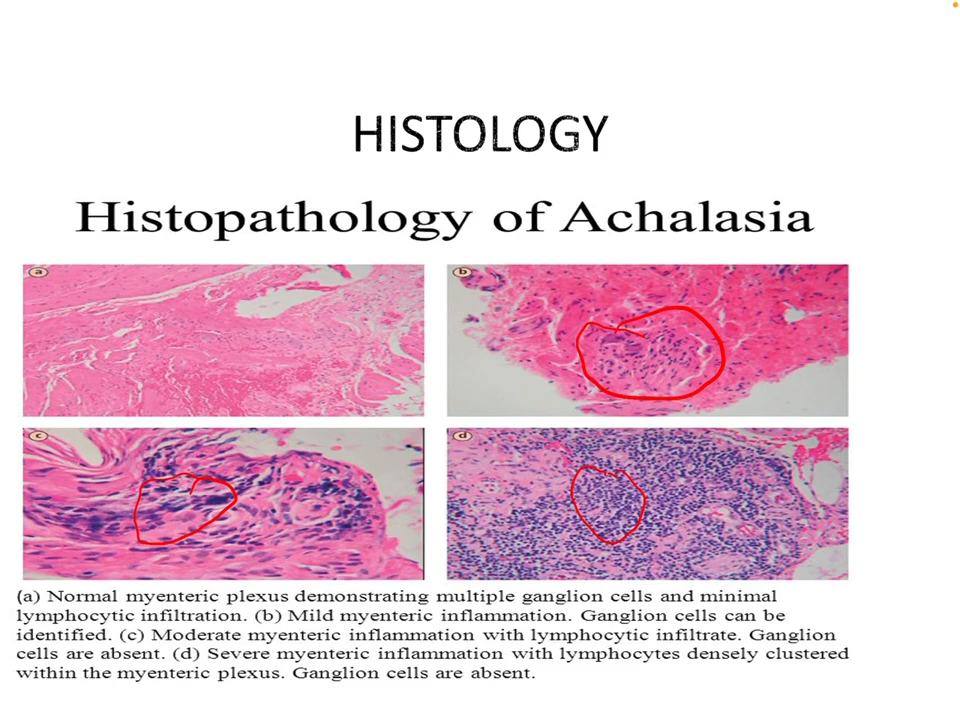 HISTOLOGY
Histopathology of Achalasia
a
b
c
d
(a) Normal myenteric plexus demonstrating multiple ganglion cells and minimal
lymphocytic infiltration. (b) Mild myenteric inflammation. Ganglion cells can be
identified. (c) Moderate myenteric inflammation with lymphocytic infiltrate. Ganglion
cells are absent. (d) Severe myenteric inflammation with lymphocytes densely clustered
within the myenteric plexus. Ganglion cells are absent.